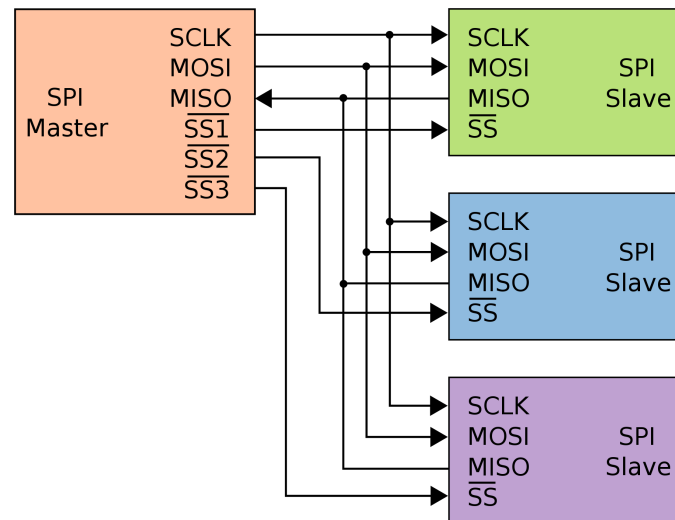 SPI
Master
SCLK
MOSI
MISO
SS1
SS2
SS3
SCLK
MOSI
MISO
SS
SPI
Slave
SCLK
MOSI
MISO
SS
SPI
Slave
SCLK
MOSI
MISO
SS
SPI
Slave